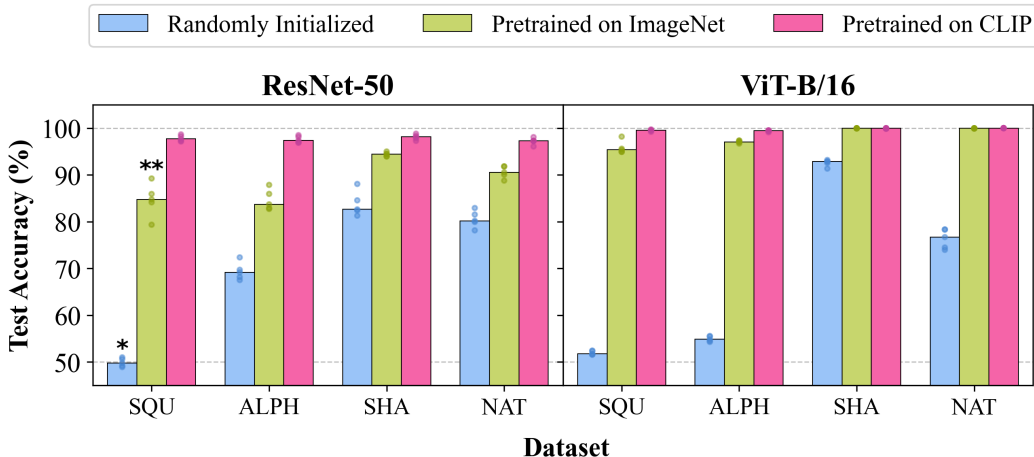 Randomly Initialized Pretrained on ImageNet Pretrained on CLIP
ResNet-50 ViT-B/16
Test Accuracy (%)
100
90
80
70
60
50
**
*
SQU ALPH SHA NAT SQU ALPH SHA NAT
Dataset